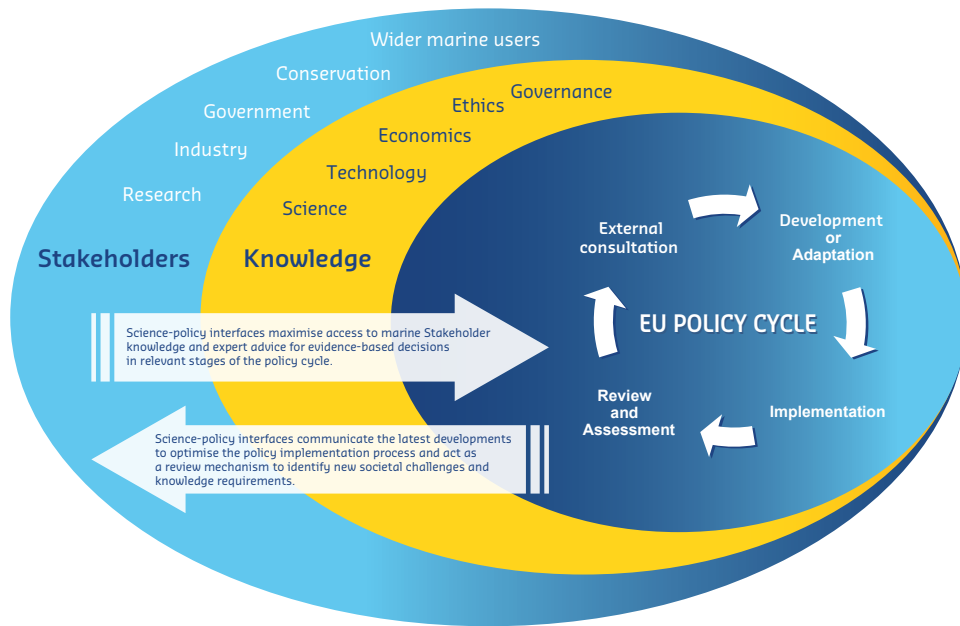 Wider marine users
Conservation
Government
Industry
Research
Stakeholders
Governance
Ethics
Economics
Technology
Science
Knowledge
External
consultation
Development
or
Adaptation
EU POLICY CYCLE
Implementation
Review
and
Assessment
Science-policy interfaces maximise access to marine Stakeholder
knowledge and expert advice for evidence-based decisions
in relevant stages of the policy cycle.
Science-policy interfaces communicate the latest developments
to optimise the policy implementation process and act as
a review mechanism to identify new societal challenges and
knowledge requirements.